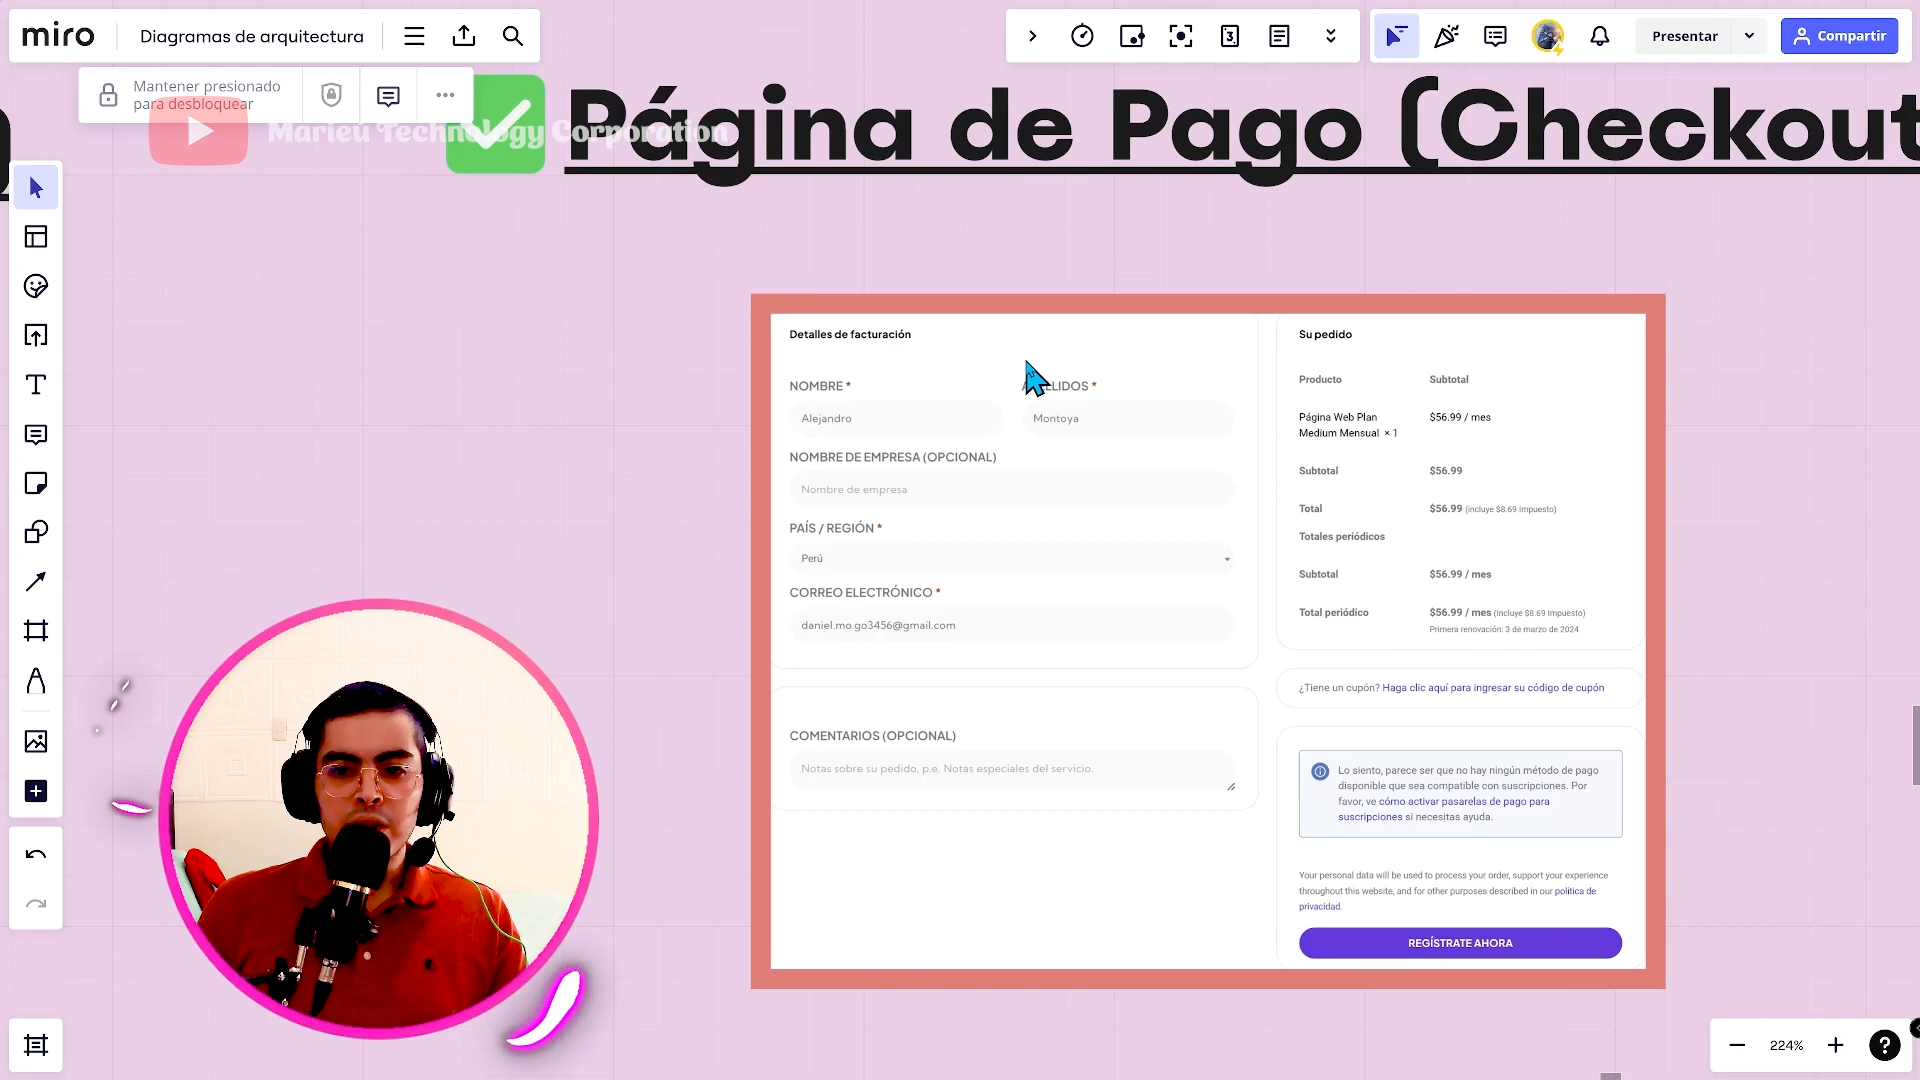 miro
Diagramas de arquitectura
Presentar
Compartir
Mantener presionado
para desbloquear
Marleu Technology Corporation
Página de Pago (Checkout
Detalles de facturación
NOMBRE *
APELLIDOS *
Alejandro
Montoya
NOMBRE DE EMPRESA (OPCIONAL)
Nombre de empresa
PAÍS / REGIÓN *
Perú
CORREO ELECTRÓNICO *
daniel.mo.go3456@gmail.com
COMENTARIOS (OPCIONAL)
Notas sobre su pedido, p.e. Notas especiales del servicio.
Su pedido
Producto Subtotal
Página Web Plan $56.99 / mes
Medium Mensual × 1
Subtotal $56.99
Total $56.99 (incluye $8.69 Impuesto)
Totales periódicos
Subtotal $56.99 / mes
Total periódico $56.99 / mes (Incluye $8.69 Impuesto)
Primera renovación: 3 de marzo de 2024
¿Tiene un cupón? Haga clic aquí para ingresar su código de cupón
Lo siento, parece ser que no hay ningún método de pago
disponible que sea compatible con suscripciones. Por
favor, ve cómo activar pasarelas de pago para
suscripciones si necesitas ayuda.
Your personal data will be used to process your order, support your experience
throughout this website, and for other purposes described in our política de
privacidad.
REGÍSTRATE AHORA
224%